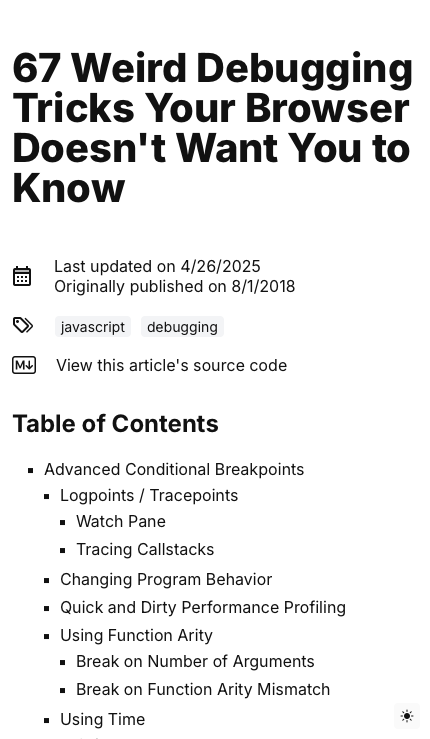 67 Weird Debugging
Tricks Your Browser
Doesn't Want You to
Know
Last updated on 4/26/2025
Originally published on 8/1/2018
javascript debugging
View this article's source code
Table of Contents
Advanced Conditional Breakpoints
Logpoints / Tracepoints
Watch Pane
Tracing Callstacks
Changing Program Behavior
Quick and Dirty Performance Profiling
Using Function Arity
Break on Number of Arguments
Break on Function Arity Mismatch
Using Time